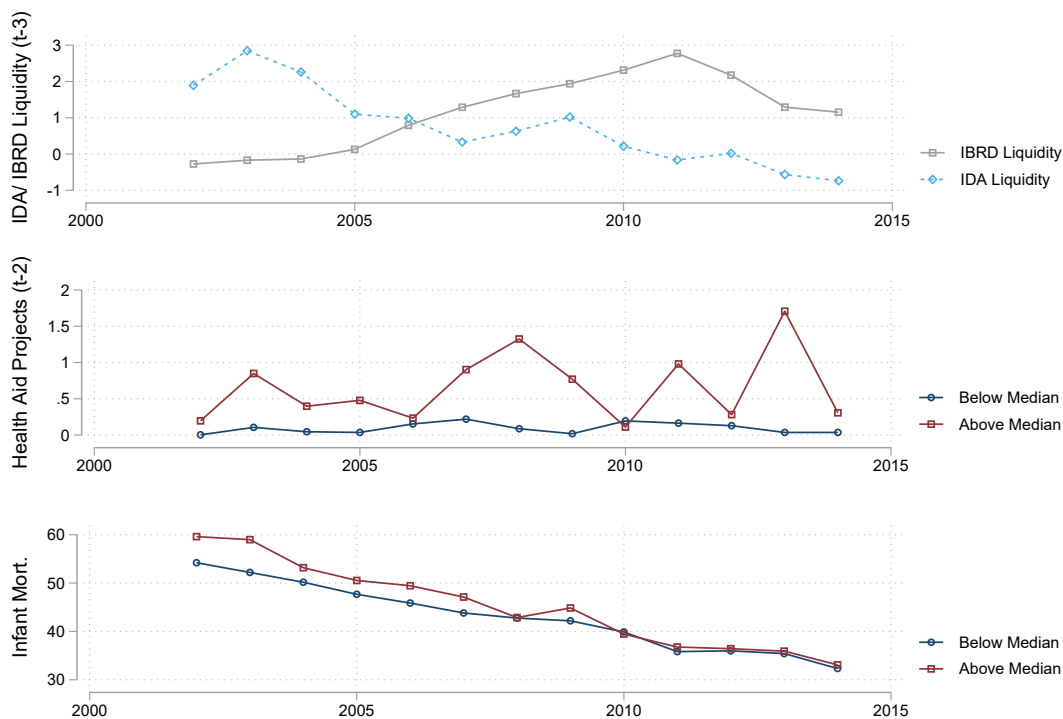 IDA/ IBRD Liquidity (t-3)
3
2
1
0
-1
2000
2005
2010
2015
IBRD Liquidity
IDA Liquidity
Health Aid Projects (t-2)
2
1.5
1
.5
0
2000
2005
2010
2015
Below Median
Above Median
Infant Mort.
60
50
40
30
2000
2005
2010
2015
Below Median
Above Median